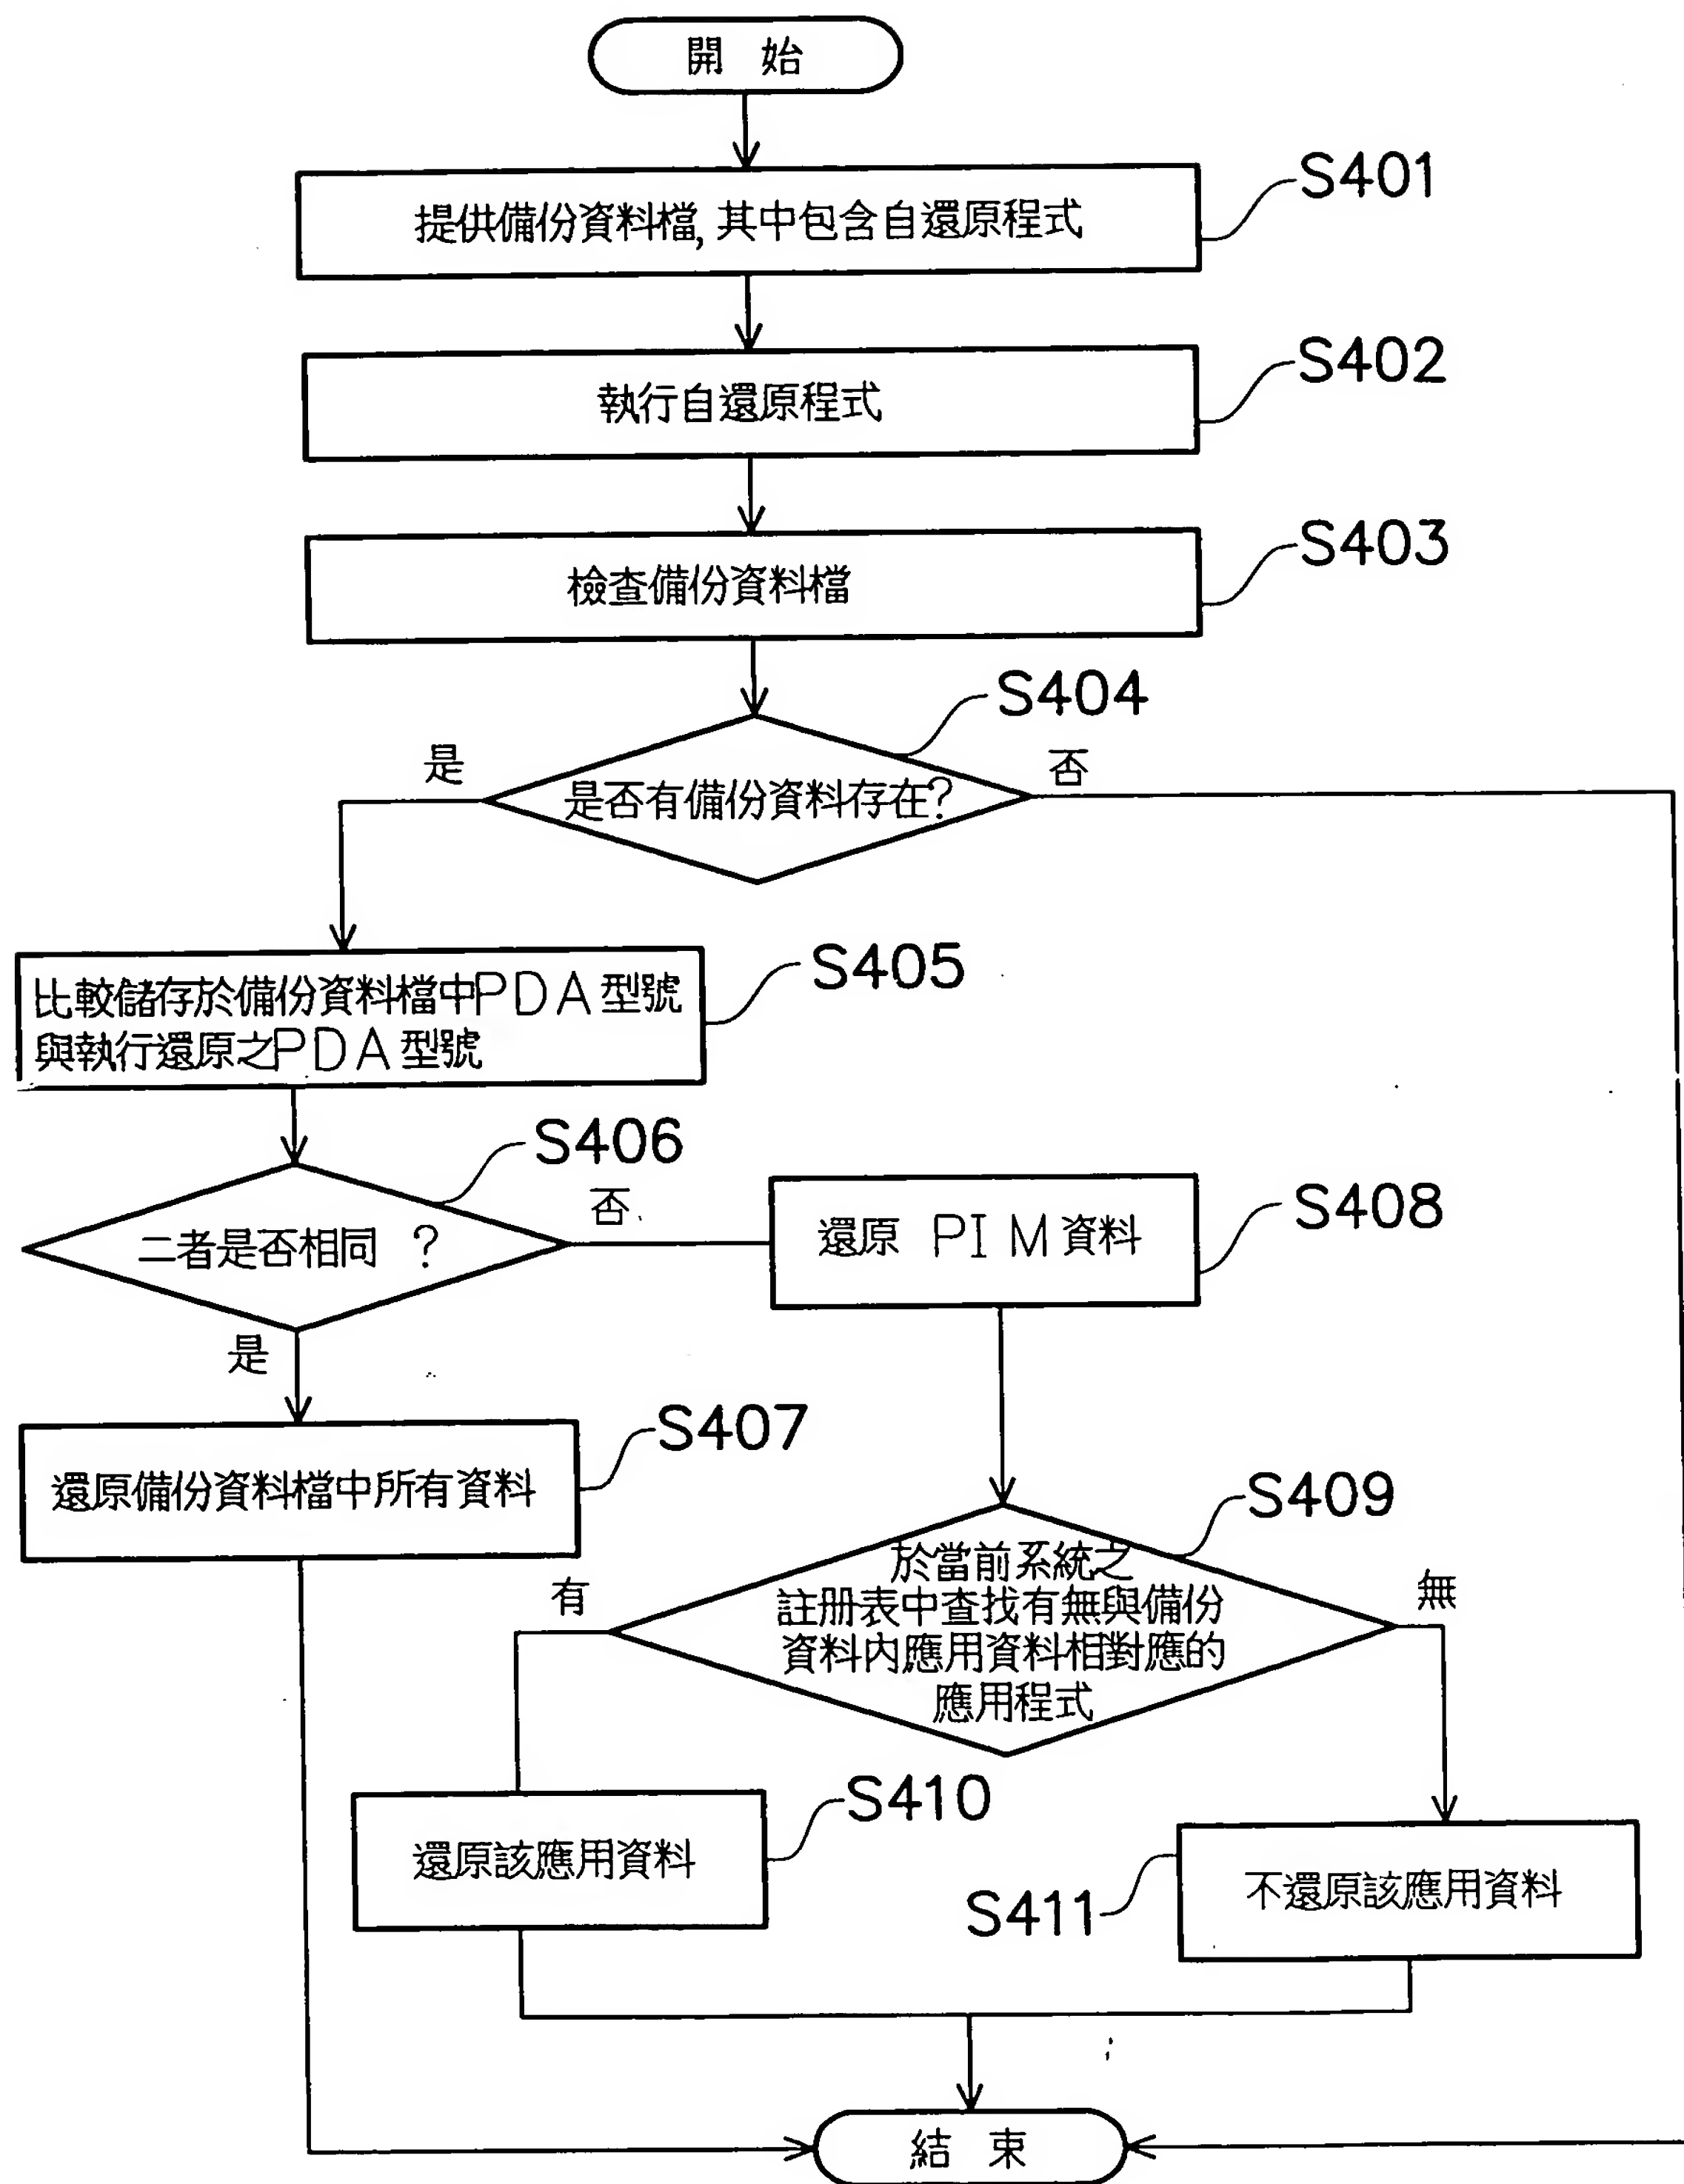 開 始
S401
提供備份資料檔, 其中包含自還原程式
S402
執行自還原程式
S403
檢查備份資料檔
S404
是
否
是否有備份資料存在?
S405
比較儲存於備份資料檔中PDA型號
與執行還原之PDA型號
S406
否
二者是否相同 ?
S408
還原 PIM資料
是
S407
還原備份資料檔中所有資料
S409
有
無
於當前系統之
註册表中查找有無與備份
資料內應用資料相對應的
應用程式
S410
還原該應用資料
S411
不還原該應用資料
結 束